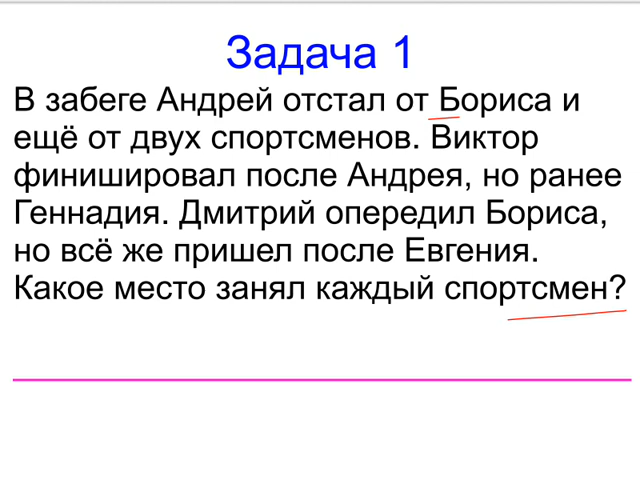 Задача 1
В забеге Андрей отстал от Бориса и
ещё от двух спортсменов. Виктор
финишировал после Андрея, но ранее
Геннадия. Дмитрий опередил Бориса,
но всё же пришел после Евгения.
Какое место занял каждый спортсмен?